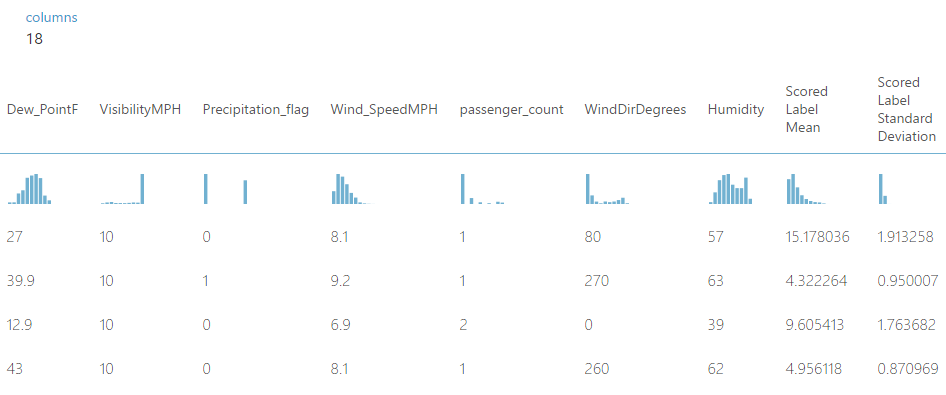 columns
18
Dew_PointF VisibilityMPH Precipitation_flag Wind_SpeedMPH passenger_count WindDirDegrees Humidity Scored Label Mean Scored Label Standard Deviation
27 10 0 8.1 1 80 57 15.178036 1.913258
39.9 10 1 9.2 1 270 63 4.322264 0.950007
12.9 10 0 6.9 2 0 39 9.605413 1.763682
43 10 0 8.1 1 260 62 4.956118 0.870969